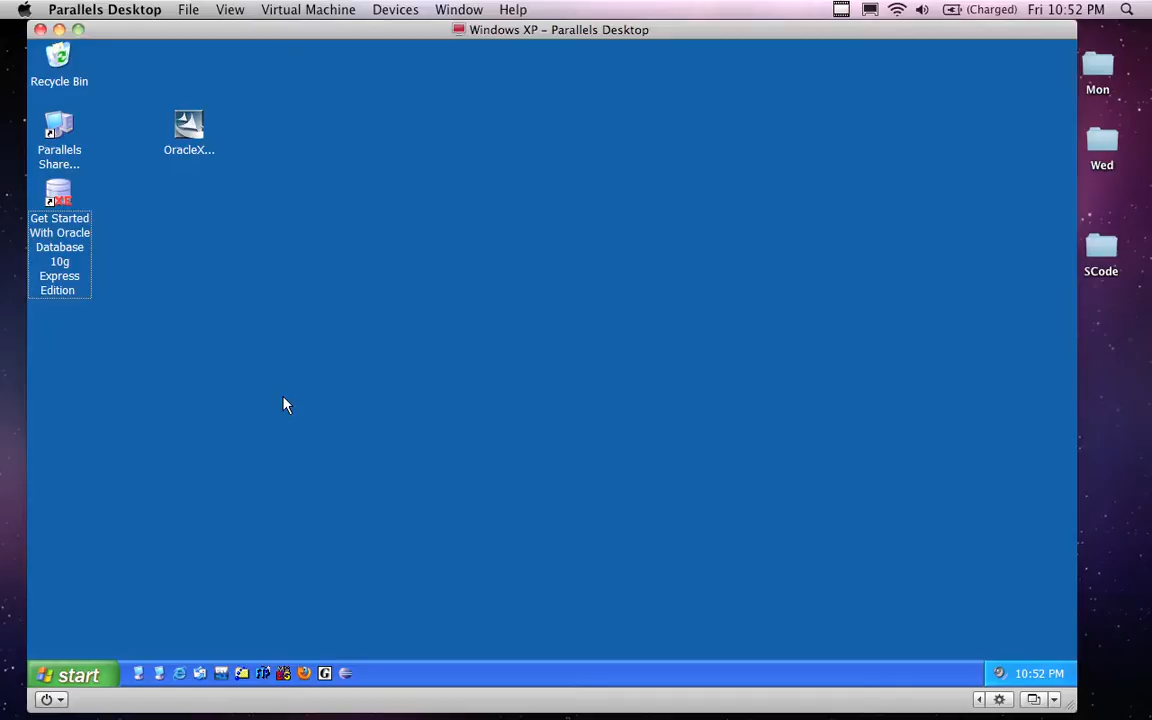 Parallels Desktop File View Virtual Machine Devices Window Help (Charged) Fri 10:52 PM
Windows XP – Parallels Desktop
Recycle Bin
Parallels
Share...
OracleX...
XE
Get Started
With Oracle
Database
10g
Express
Edition
Mon
Wed
SCode
start
G
10:52 PM